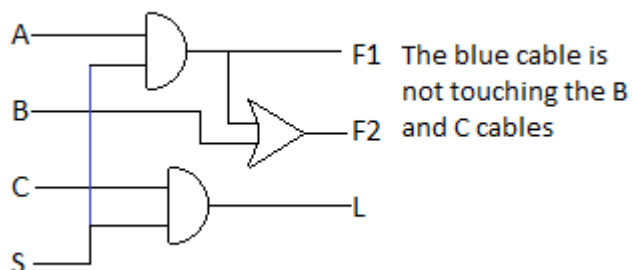 A
B
C
S
F1
F2
L
The blue cable is
not touching the B
and C cables